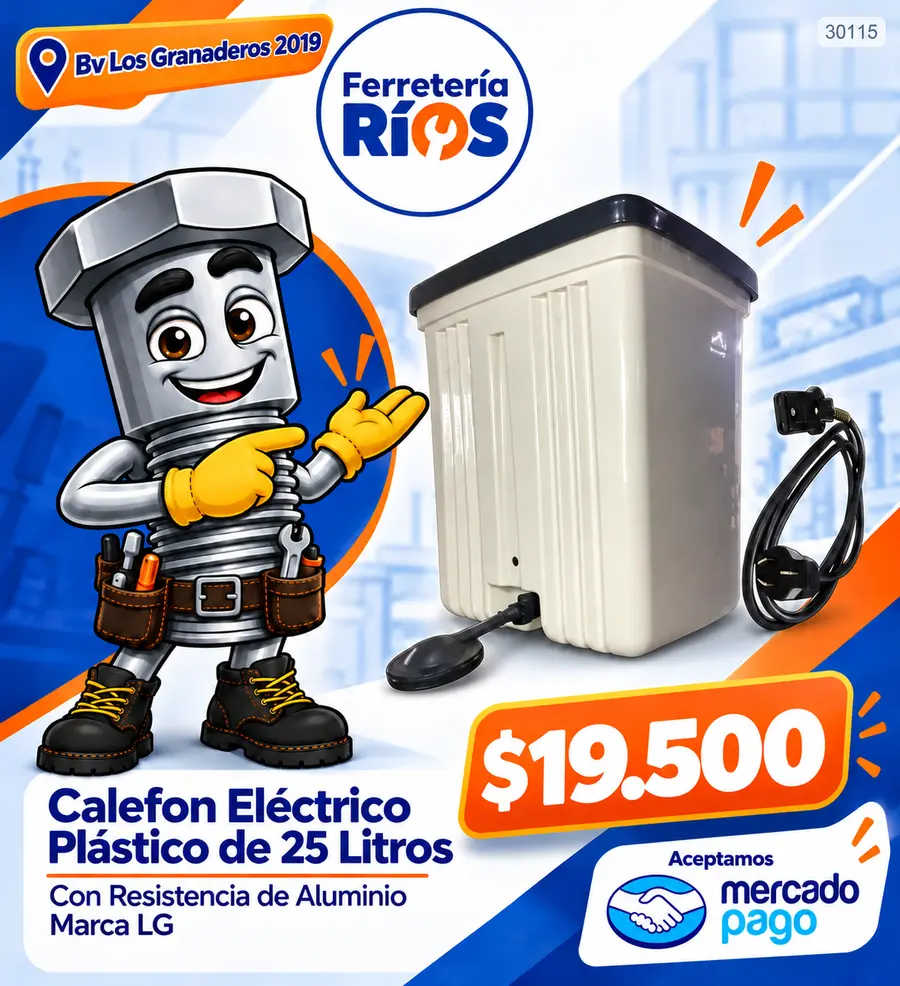 Bv Los Granaderos 2019
Ferretería
RÍOS
30115
$19.500
Calefon Eléctrico
Plástico de 25 Litros
Con Resistencia de Aluminio
Marca LG
Aceptamos
mercado
pago